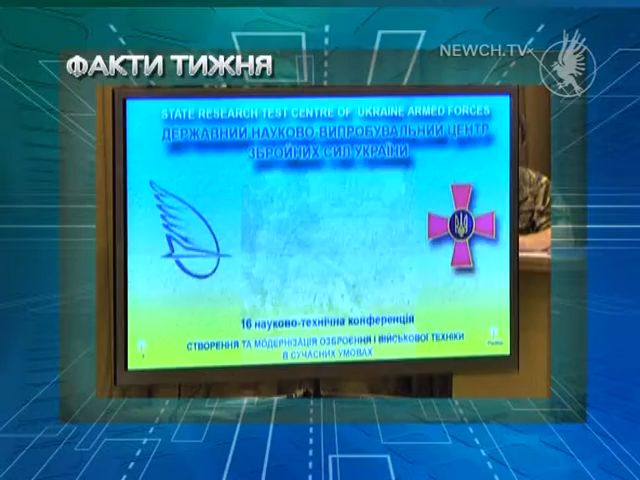 NEWCH.TV
ФАКТИ ТИЖНЯ
STATE RESEARCH TEST CENTRE OF UKRAINE ARMED FORCES
ДЕРЖАВНИЙ НАУКОВО-ВИПРОБУВАЛЬНИЙ ЦЕНТР
ЗБРОЙНИХ СИЛ УКРАЇНИ
16 науково-технічна конференція
СТВОРЕННЯ ТА МОДЕРНІЗАЦІЯ ОЗБРОЄННЯ І ВІЙСЬКОВОЇ ТЕХНІКИ
В СУЧАСНИХ УМОВАХ